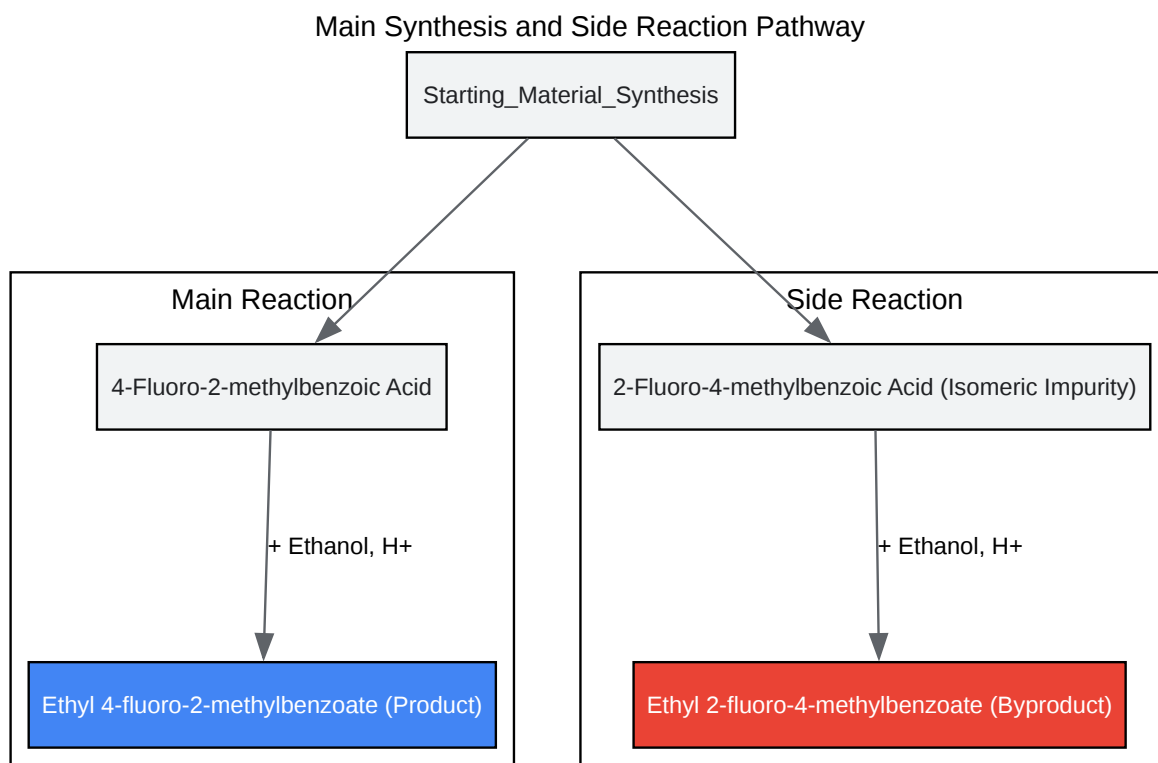 Main Synthesis and Side Reaction Pathway
Starting_Material_Synthesis
Main Reaction
4-Fluoro-2-methylbenzoic Acid
+ Ethanol, H+
Ethyl 4-fluoro-2-methylbenzoate (Product)
Side Reaction
2-Fluoro-4-methylbenzoic Acid (Isomeric Impurity)
+ Ethanol, H+
Ethyl 2-fluoro-4-methylbenzoate (Byproduct)